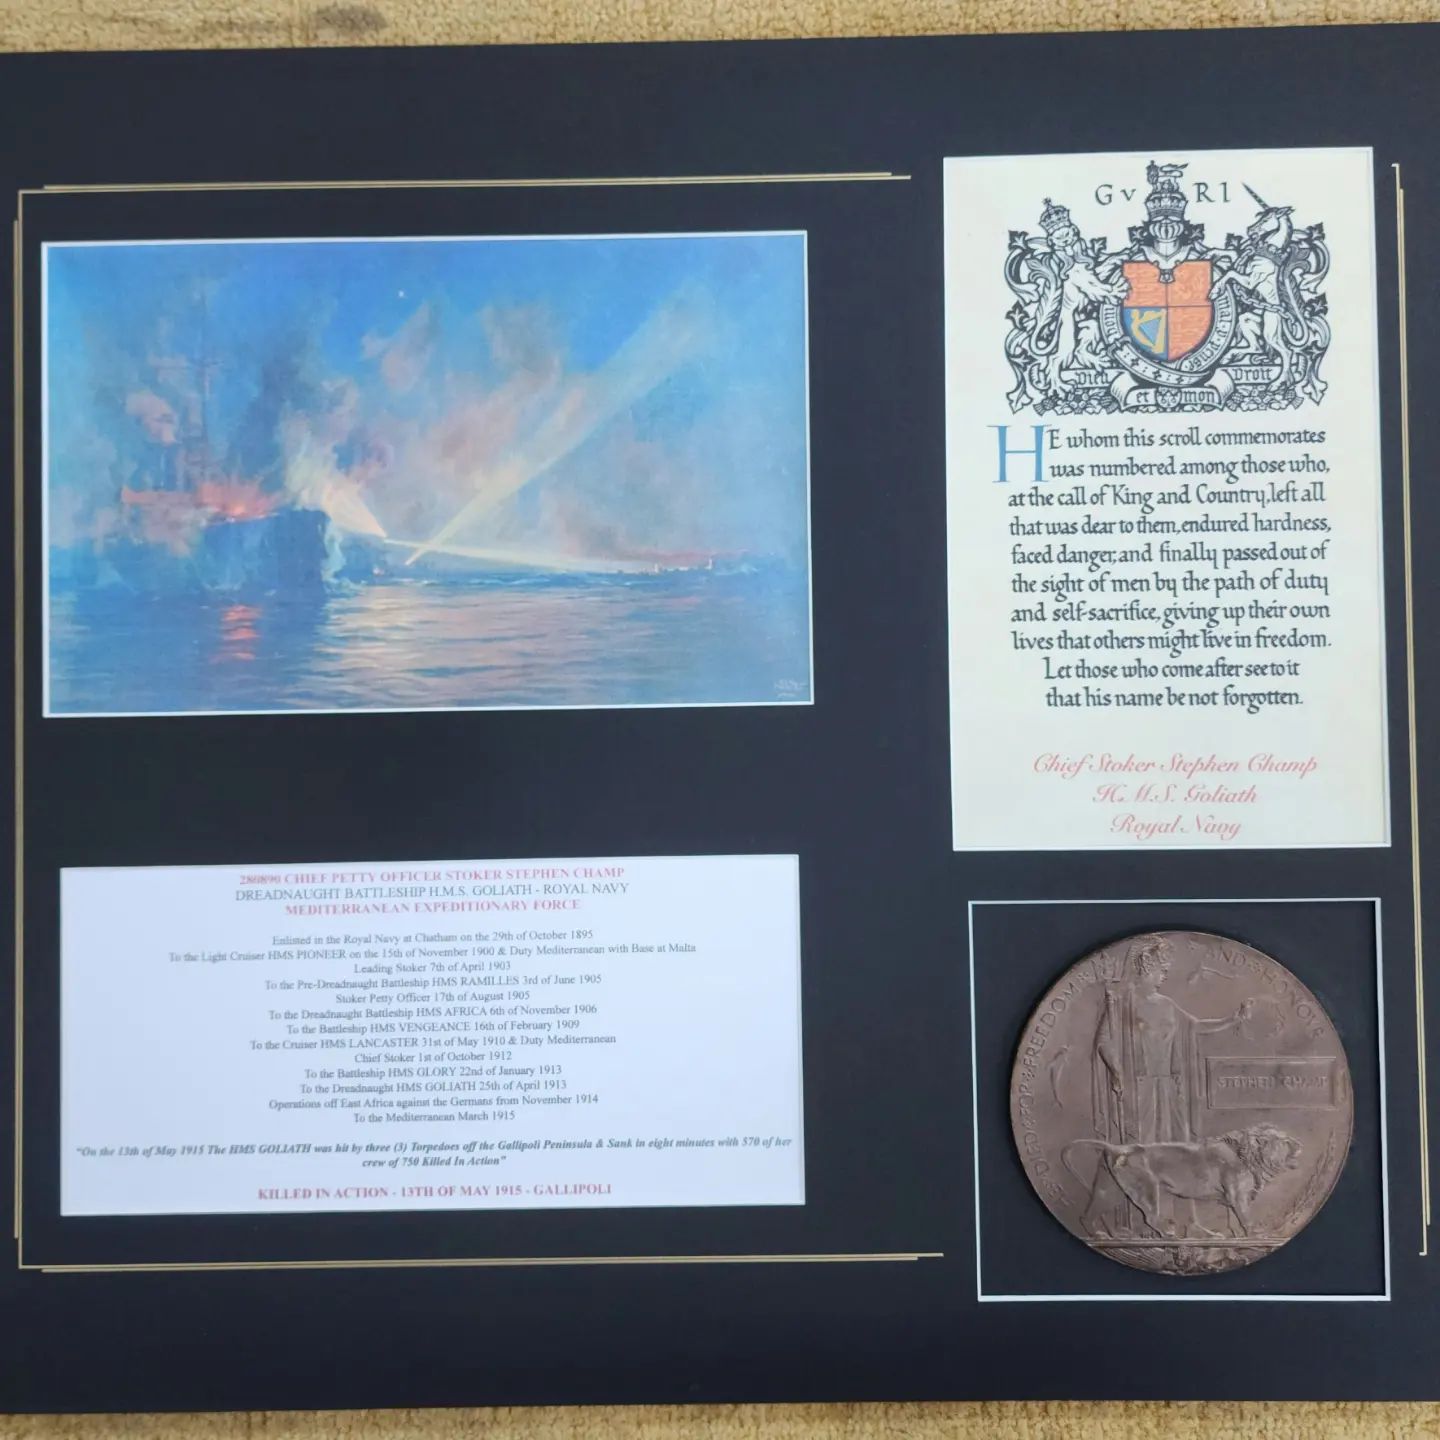 G V R I
Dieu et mon Droit
HE whom this scroll commemorates
was numbered among those who,
at the call of King and Country, left all
that was dear to them, endured hardness,
faced danger, and finally passed out of
the sight of men by the path of duty
and self-sacrifice, giving up their own
lives that others might live in freedom.
Let those who come after see to it
that his name be not forgotten.
Chief Stoker Stephen Champ
H.M.S. Goliath
Royal Navy
280890 CHIEF PETTY OFFICER STOKER STEPHEN CHAMP
DREADNAUGHT BATTLESHIP H.M.S. GOLIATH - ROYAL NAVY
MEDITERRANEAN EXPEDITIONARY FORCE
Enlisted in the Royal Navy at Chatham on the 29th of October 1895
To the Light Cruiser HMS PIONEER on the 15th of November 1900 & Duty Mediterranean with Base at Malta
Leading Stoker 7th of April 1903
To the Pre-Dreadnaught Battleship HMS RAMILLES 3rd of June 1905
Stoker Petty Officer 17th of August 1905
To the Dreadnaught Battleship HMS AFRICA 6th of November 1906
To the Battleship HMS VENGEANCE 16th of February 1909
To the Cruiser HMS LANCASTER 31st of May 1910 & Duty Mediterranean
Chief Stoker 1st of October 1912
To the Battleship HMS GLORY 22nd of January 1913
To the Dreadnaught HMS GOLIATH 25th of April 1913
Operations off East Africa against the Germans from November 1914
To the Mediterranean March 1915
"On the 13th of May 1915 The HMS GOLIATH was hit by three (3) Torpedoes off the Gallipoli Peninsula & Sank in eight minutes with 570 of her
crew of 750 Killed In Action"
KILLED IN ACTION - 13TH OF MAY 1915 - GALLIPOLI
HE DIED FOR FREEDOM AND HONOUR
STEPHEN CHAMP